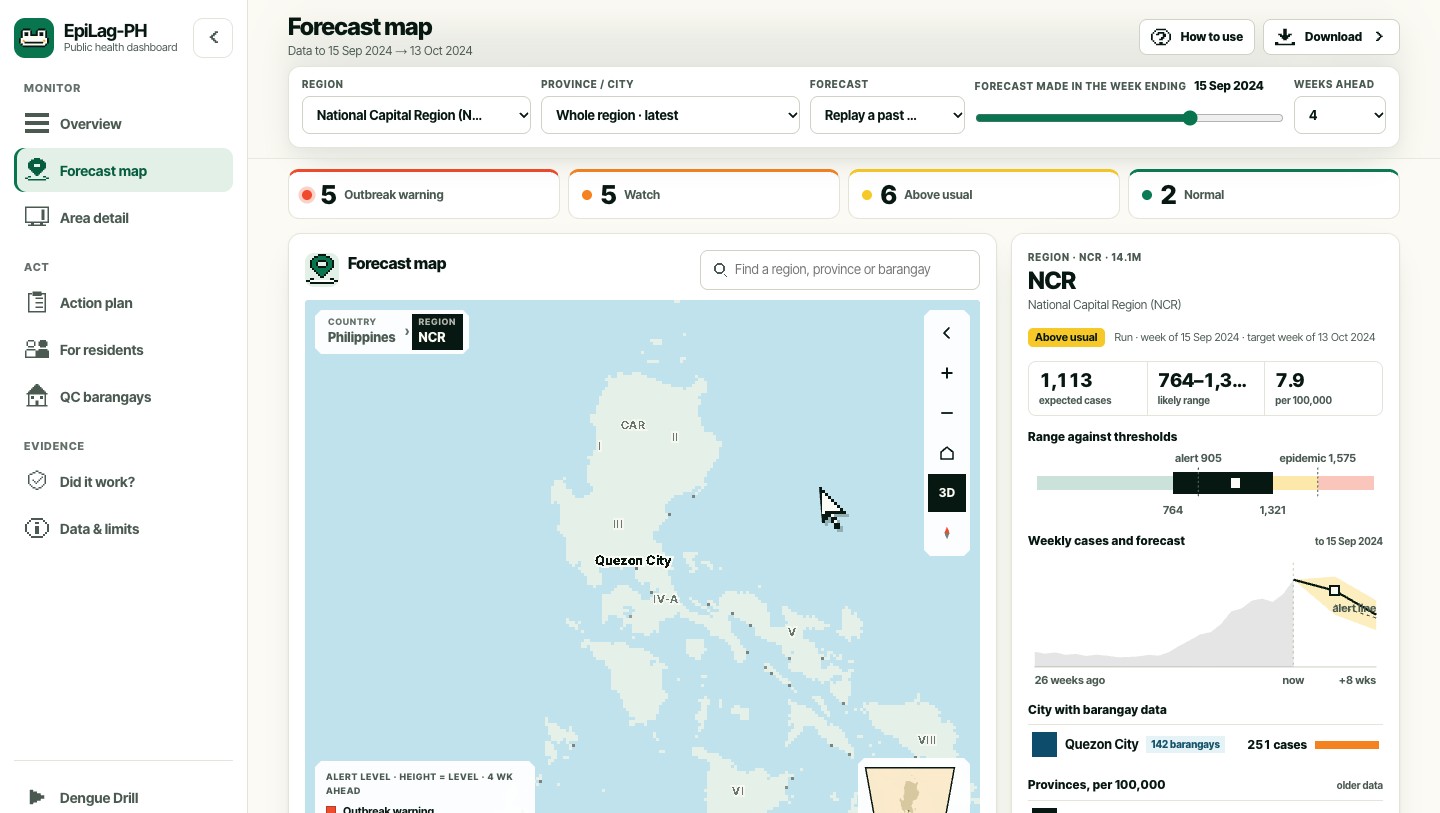 EpiLag-PH
Public health dashboard
MONITOR
Overview
Forecast map
Area detail
ACT
Action plan
For residents
QC barangays
EVIDENCE
Did it work?
Data & limits
Dengue Drill
Forecast map
Data to 15 Sep 2024 → 13 Oct 2024
How to use
Download
REGION
National Capital Region (N...
PROVINCE / CITY
Whole region · latest
FORECAST
Replay a past ...
FORECAST MADE IN THE WEEK ENDING 15 Sep 2024
WEEKS AHEAD
4
5 Outbreak warning
5 Watch
6 Above usual
2 Normal
Forecast map
Find a region, province or barangay
COUNTRY
Philippines
›
REGION
NCR
3D
CAR
I
II
III
Quezon City
IV-A
V
VIII
VI
ALERT LEVEL · HEIGHT = LEVEL · 4 WK
AHEAD
Outbreak warning
REGION · NCR · 14.1M
NCR
National Capital Region (NCR)
Above usual Run · week of 15 Sep 2024 · target week of 13 Oct 2024
1,113
expected cases
764–1,3...
likely range
7.9
per 100,000
Range against thresholds
alert 905 epidemic 1,575
764 1,321
Weekly cases and forecast to 15 Sep 2024
alert line
26 weeks ago now +8 wks
City with barangay data
Quezon City 142 barangays 251 cases
Provinces, per 100,000 older data